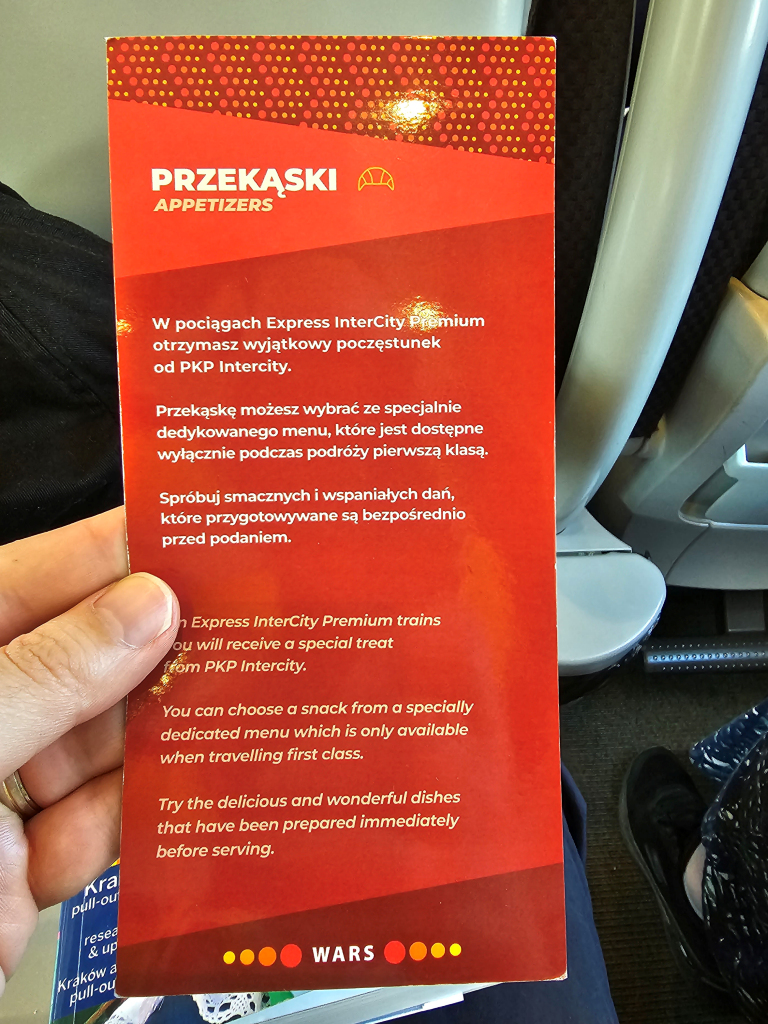 PRZEKĄSKI
APPETIZERS
W pociągach Express InterCity Premium
otrzymasz wyjątkowy poczęstunek
od PKP Intercity.
Przekąskę możesz wybrać ze specjalnie
dedykowanego menu, które jest dostępne
wyłącznie podczas podróży pierwszą klasą.
Spróbuj smacznych i wspaniałych dań,
które przygotowywane są bezpośrednio
przed podaniem.
Express InterCity Premium trains
will receive a special treat
from PKP Intercity.
You can choose a snack from a specially
dedicated menu which is only available
when travelling first class.
Try the delicious and wonderful dishes
that have been prepared immediately
before serving.
WARS
& up
Kraków